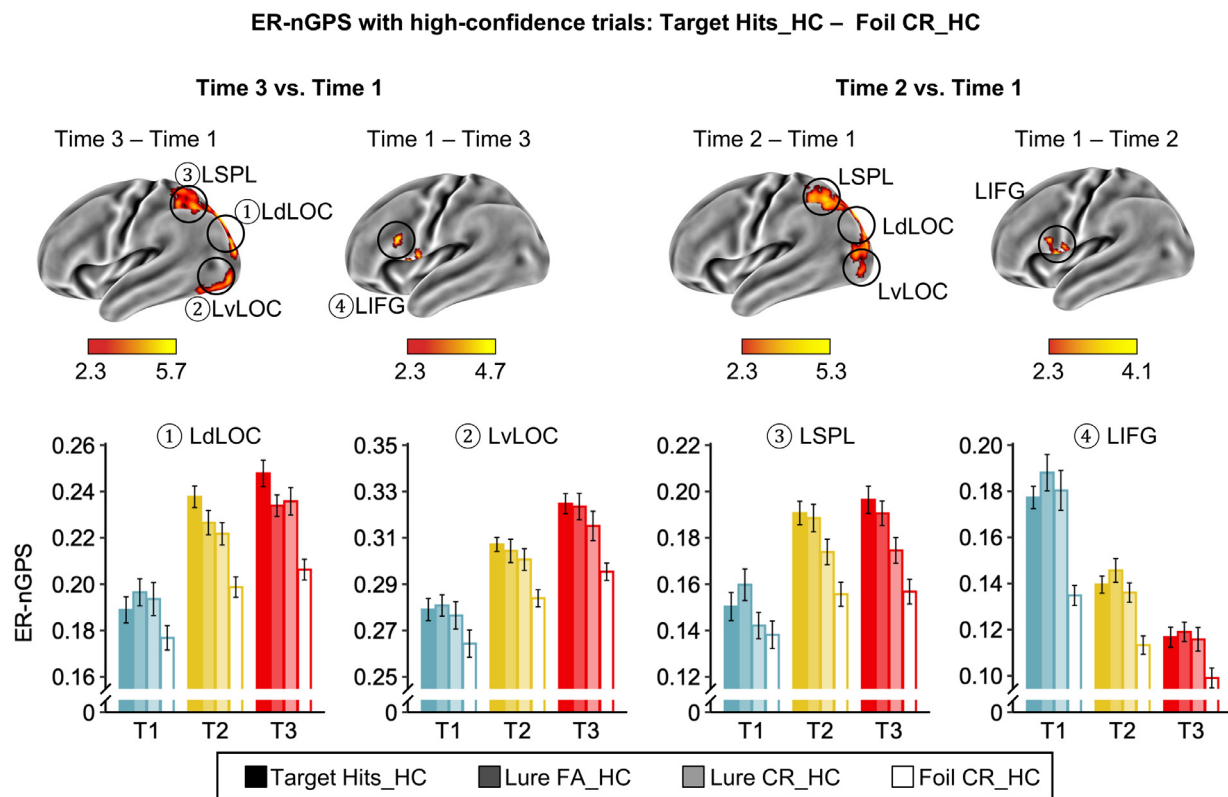 ER-nGPS with high-confidence trials: Target Hits_HC – Foil CR_HC
Time 3 vs. Time 1
Time 2 vs. Time 1
Time 3 – Time 1
Time 1 – Time 3
Time 2 – Time 1
Time 1 – Time 2
③LSPL
①LdLOC
②LvLOC
④LIFG
LSPL
LdLOC
LvLOC
LIFG
2.3 5.7
2.3 4.7
2.3 5.3
2.3 4.1
ER-nGPS
① LdLOC
0.26
0.24
0.22
0.20
0.18
0.16
0
T1 T2 T3
② LvLOC
0.35
0.33
0.31
0.29
0.27
0.25
0
T1 T2 T3
③ LSPL
0.22
0.20
0.18
0.16
0.14
0.12
0
T1 T2 T3
④ LIFG
0.20
0.18
0.16
0.14
0.12
0.10
0
T1 T2 T3
Target Hits_HC Lure FA_HC Lure CR_HC Foil CR_HC